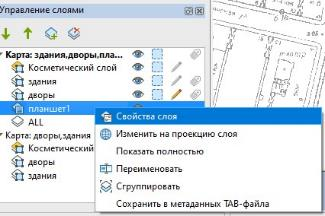 Управление слоями
Карта: здания,дворы,пла...
Косметический слой
здания
дворы
планшет1
ALL
Карта: дворы,здания
дворы
здания
Свойства слоя
Изменить на проекцию слоя
Показать полностью
Переименовать
Сгруппировать
Сохранить в метаданных TAB-файла